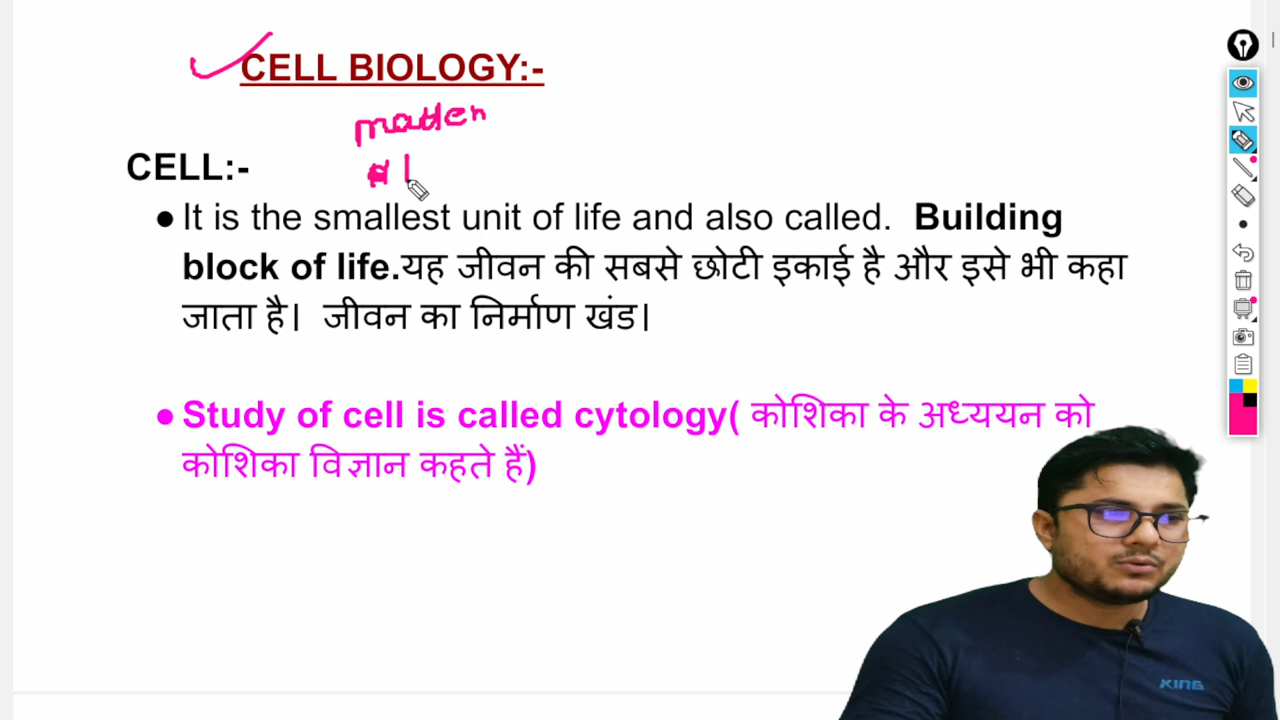 CELL BIOLOGY:-
matter
CELL:-
● It is the smallest unit of life and also called. Building
block of life.यह जीवन की सबसे छोटी इकाई है और इसे भी कहा
जाता है। जीवन का निर्माण खंड।
● Study of cell is called cytology( कोशिका के अध्ययन को
कोशिका विज्ञान कहते हैं)
KING